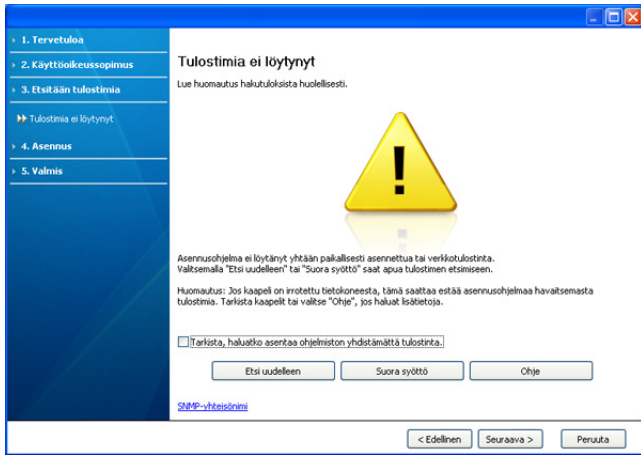 1. Tervetuloa
2. Käyttöoikeussopimus
3. Etsitään tulostimia
Tulostimia ei löytynyt
4. Asennus
5. Valmis
Tulostimia ei löytynyt
Lue huomautus hakutuloksista huolellisesti.
Asennusohjelma ei löytänyt yhtään paikallisesti asennettua tai verkkotulostinta.
Valitsemalla "Etsi uudelleen" tai "Suora syöttö" saat apua tulostimen etsimiseen.
Huomautus: Jos kaapeli on irrotettu tietokoneesta, tämä saattaa estää asennusohjelmaa havaitsemasta
tulostimia. Tarkista kaapelit tai valitse "Ohje", jos haluat lisätietoja.
Tarkista, haluatko asentaa ohjelmiston yhdistämättä tulostinta.
Etsi uudelleen
Suora syöttö
Ohje
SNMP-yhteisönimi
< Edellinen
Seuraava >
Peruuta